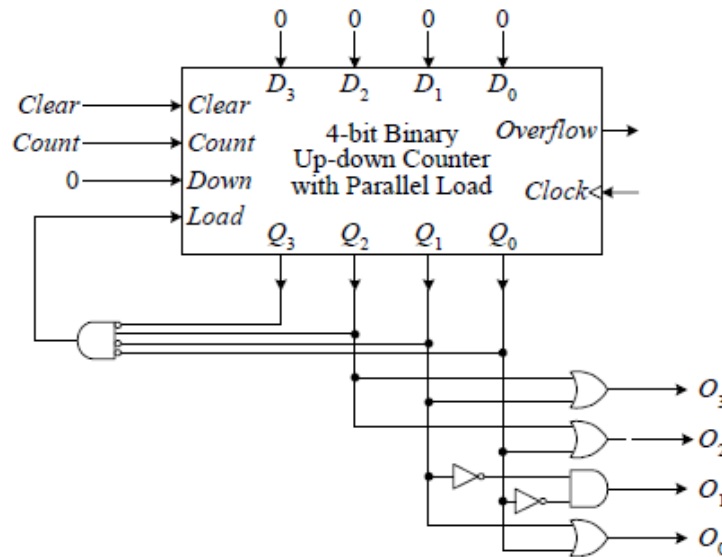 0 0 0 0
D3 D2 D1 D0
Clear Clear
Count Count
0 Down
Load
4-bit Binary
Up-down Counter
with Parallel Load
Overflow
Clock
Q3 Q2 Q1 Q0
O3
O2
O1
O0